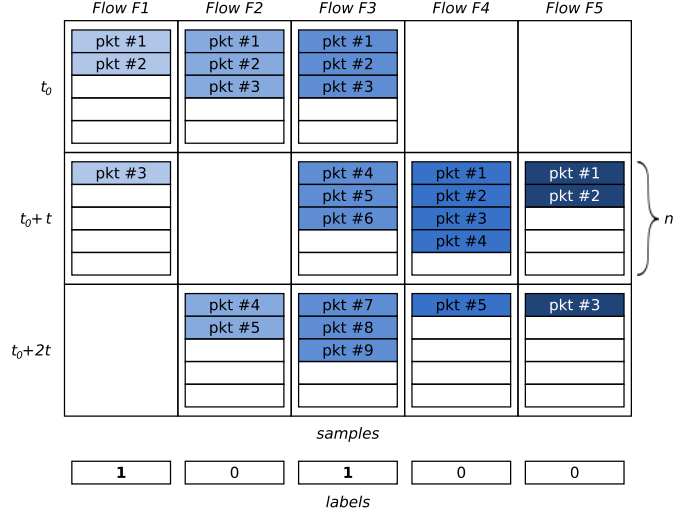 Flow F1 Flow F2 Flow F3 Flow F4 Flow F5
t0
pkt #1 pkt #1 pkt #1
pkt #2 pkt #2 pkt #2
pkt #3 pkt #3
t0+t
pkt #3 pkt #4 pkt #1 pkt #1
pkt #5 pkt #2 pkt #2
pkt #6 pkt #3
pkt #4
n
t0+2t
pkt #4 pkt #7 pkt #5 pkt #3
pkt #5 pkt #8
pkt #9
samples
1 0 1 0 0
labels